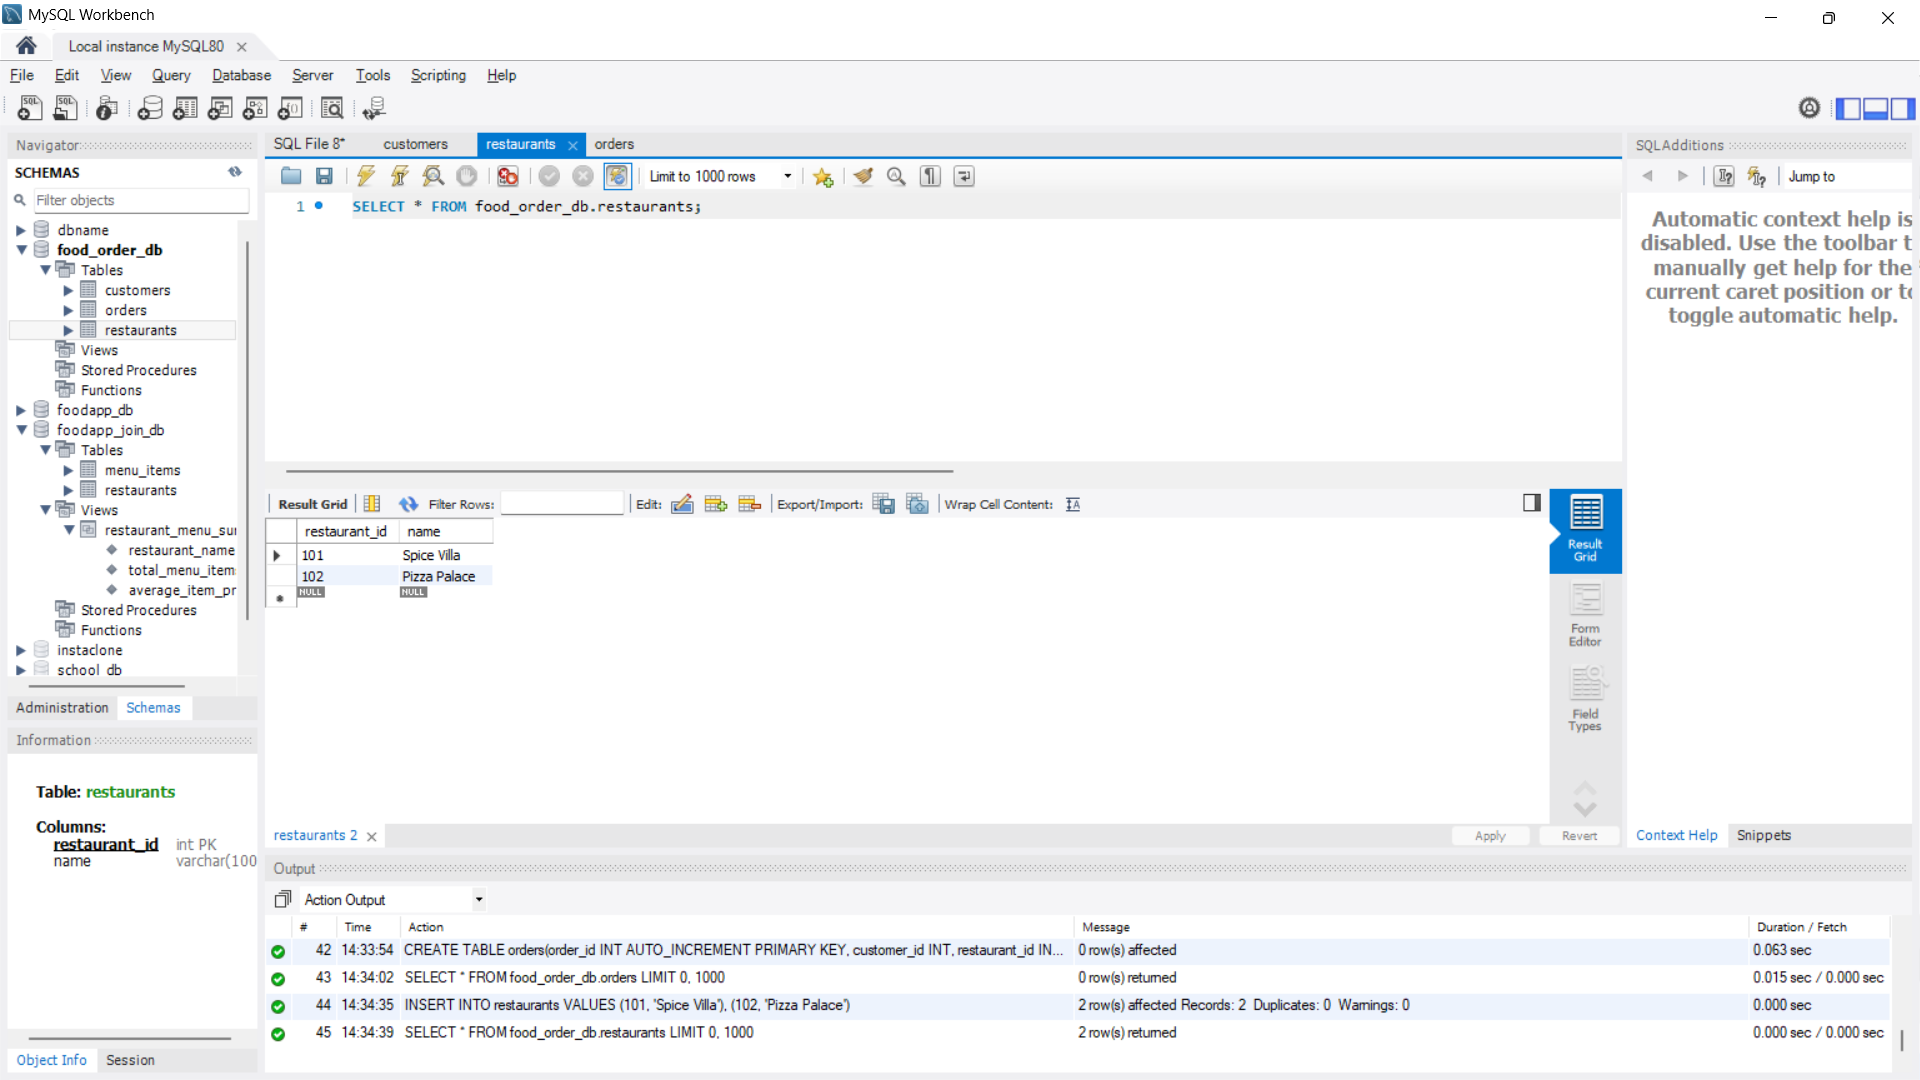 MySQL Workbench
Local instance MySQL80
File Edit View Query Database Server Tools Scripting Help
Navigator
SCHEMAS
Filter objects
dbname
food_order_db
Tables
customers
orders
restaurants
Views
Stored Procedures
Functions
foodapp_db
foodapp_join_db
Tables
menu_items
restaurants
Views
restaurant_menu_su
restaurant_name
total_menu_item
average_item_pr
Stored Procedures
Functions
instaclone
school_db
Administration Schemas
Information
Table: restaurants
Columns:
restaurant_id int PK
name varchar(100
Object Info Session
SQL File 8* customers restaurants orders
Limit to 1000 rows
1 SELECT * FROM food_order_db.restaurants;
Result Grid Filter Rows: Edit: Export/Import: Wrap Cell Content:
restaurant_id name
101 Spice Villa
102 Pizza Palace
NULL NULL
Result
Grid
Form
Editor
Field
Types
restaurants 2 Apply Revert
SQLAdditions
Jump to
Automatic context help is
disabled. Use the toolbar t
manually get help for the
current caret position or to
toggle automatic help.
Context Help Snippets
Output
Action Output
# Time Action Message Duration / Fetch
42 14:33:54 CREATE TABLE orders(order_id INT AUTO_INCREMENT PRIMARY KEY, customer_id INT, restaurant_id IN... 0 row(s) affected 0.063 sec
43 14:34:02 SELECT * FROM food_order_db.orders LIMIT 0, 1000 0 row(s) returned 0.015 sec / 0.000 sec
44 14:34:35 INSERT INTO restaurants VALUES (101, 'Spice Villa'), (102, 'Pizza Palace') 2 row(s) affected Records: 2 Duplicates: 0 Warnings: 0 0.000 sec
45 14:34:39 SELECT * FROM food_order_db.restaurants LIMIT 0, 1000 2 row(s) returned 0.000 sec / 0.000 sec